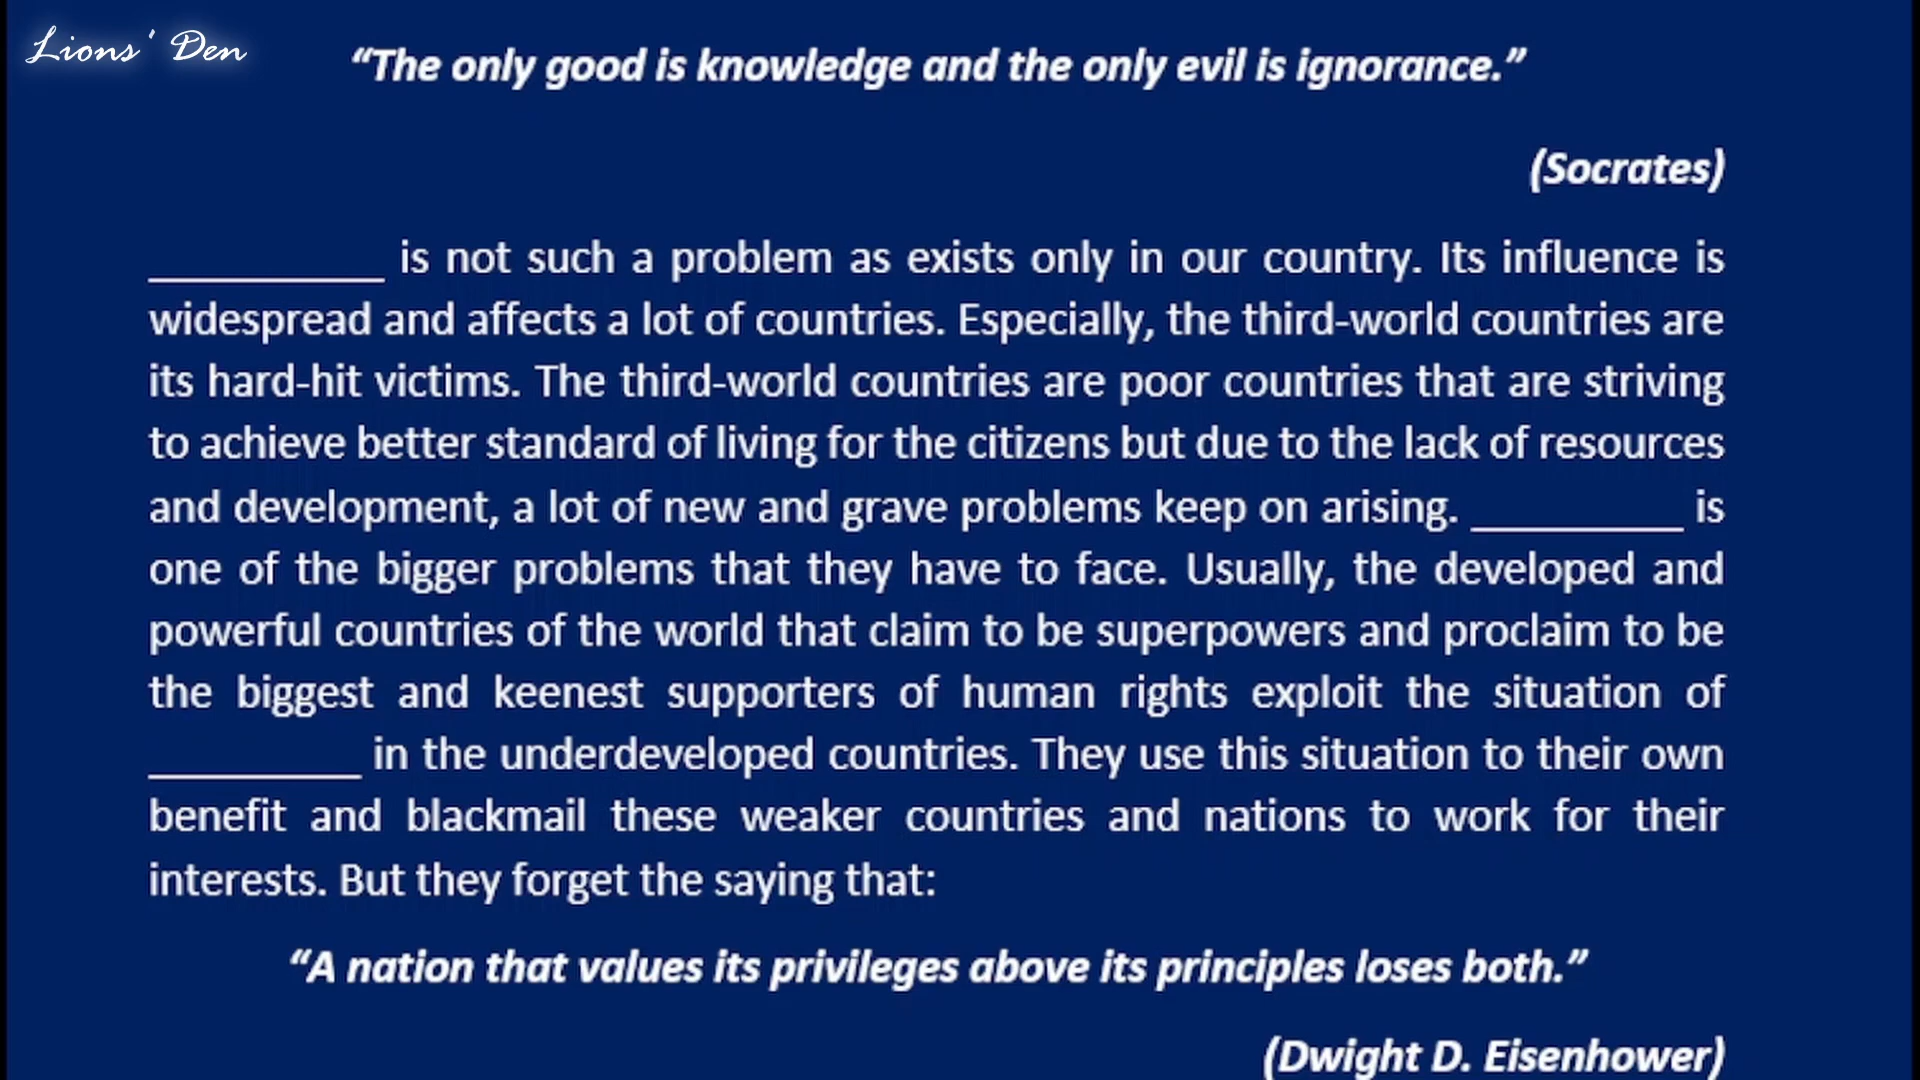 Lions' Den
“The only good is knowledge and the only evil is ignorance.”
(Socrates)
__________ is not such a problem as exists only in our country. Its influence is
widespread and affects a lot of countries. Especially, the third-world countries are
its hard-hit victims. The third-world countries are poor countries that are striving
to achieve better standard of living for the citizens but due to the lack of resources
and development, a lot of new and grave problems keep on arising. _________ is
one of the bigger problems that they have to face. Usually, the developed and
powerful countries of the world that claim to be superpowers and proclaim to be
the biggest and keenest supporters of human rights exploit the situation of
_________ in the underdeveloped countries. They use this situation to their own
benefit and blackmail these weaker countries and nations to work for their
interests. But they forget the saying that:
“A nation that values its privileges above its principles loses both.”
(Dwight D. Eisenhower)